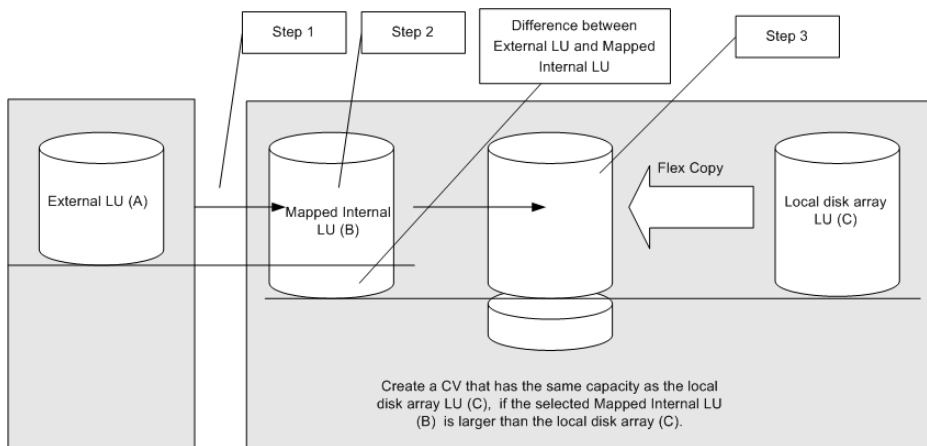 Step 1
Step 2
Difference between
External LU and Mapped
Internal LU
Step 3
External LU (A)
Mapped Internal
LU (B)
Flex Copy
Local disk array
LU (C)
Create a CV that has the same capacity as the local
disk array LU (C),  if the selected Mapped Internal LU
(B)  is larger than the local disk array (C).